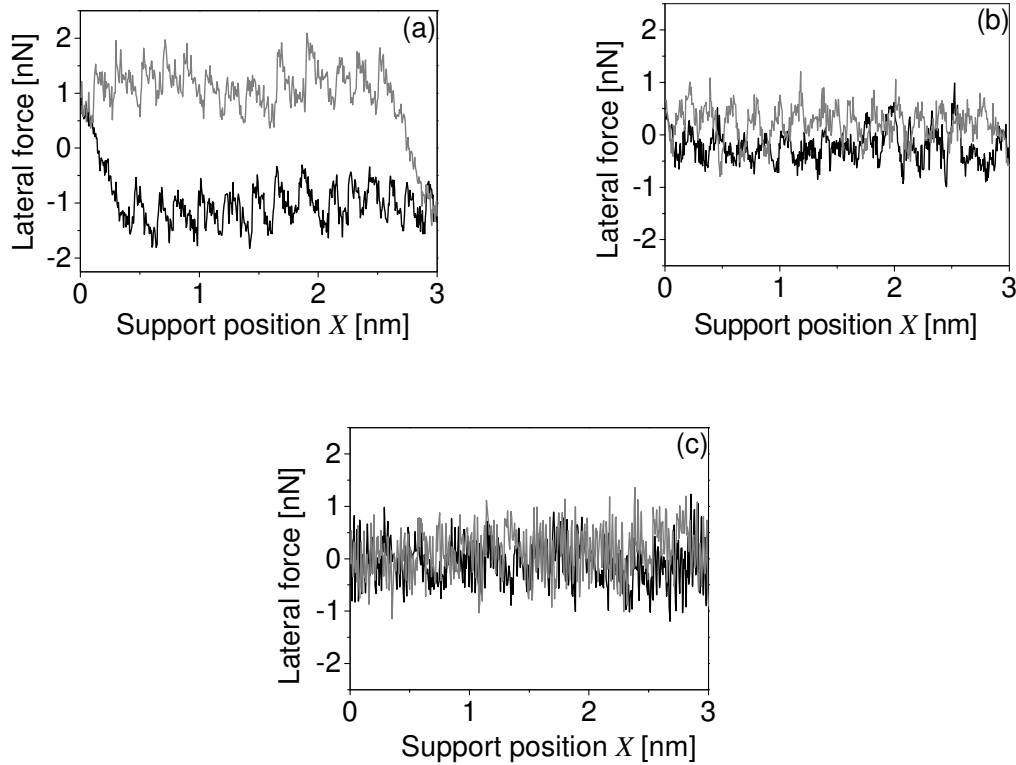 (a)
Lateral force [nN]
2
1
0
-1
-2
0 1 2 3
Support position X [nm]
(b)
Lateral force [nN]
2
1
0
-1
-2
0 1 2 3
Support position X [nm]
(c)
Lateral force [nN]
2
1
0
-1
-2
0 1 2 3
Support position X [nm]